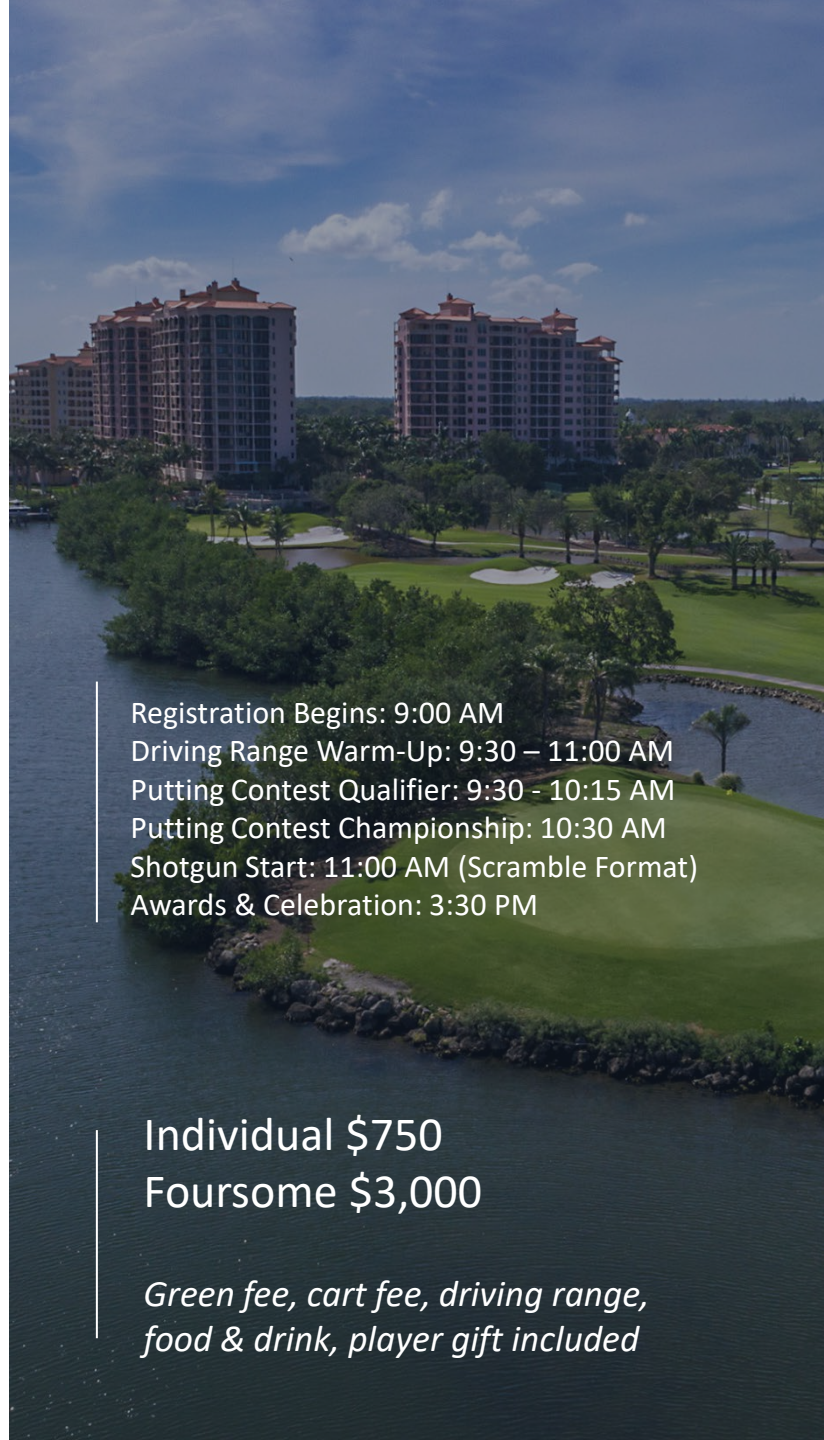 Registration Begins: 9:00 AM
Driving Range Warm-Up: 9:30 – 11:00 AM
Putting Contest Qualifier: 9:30 - 10:15 AM
Putting Contest Championship: 10:30 AM
Shotgun Start: 11:00 AM (Scramble Format)
Awards & Celebration: 3:30 PM
Individual $750
Foursome $3,000
Green fee, cart fee, driving range,
food & drink, player gift included